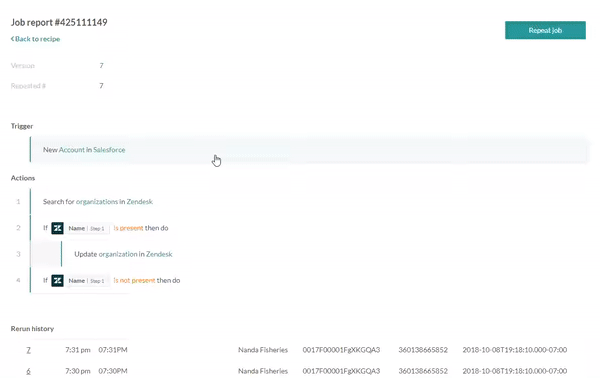 Job report #425111149
Back to recipe
Repeat job
Version 7
Repeated # 7
Trigger
New Account in Salesforce
Actions
1 Search for organizations in Zendesk
2 If Name Step 1 is present then do
3 Update organization in Zendesk
4 If Name Step 1 is not present then do
Rerun history
7 7:31 pm 07:31PM Nanda Fisheries 0017F00001FgXKGQA3 360138665852 2018-10-08T19:18:10.000-07:00
6 7:30 pm 07:30PM Nanda Fisheries 0017F00001FgXKGQA3 360138665852 2018-10-08T19:18:10.000-07:00